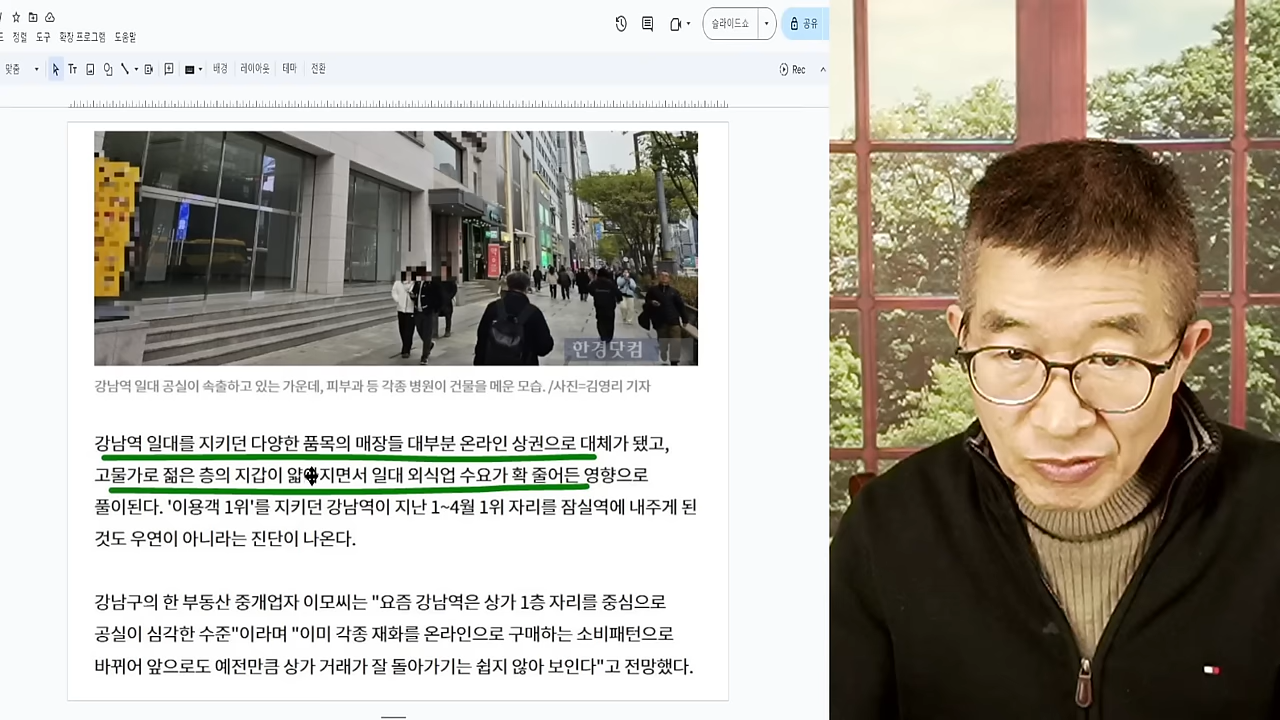 정렬 도구 확장 프로그램 도움말
슬라이드쇼
공유
맞춤
배경 레이아웃 테마 전환
Rec
한경닷컴
강남역 일대 공실이 속출하고 있는 가운데, 피부과 등 각종 병원이 건물을 메운 모습. /사진=김영리 기자
강남역 일대를 지키던 다양한 품목의 매장들 대부분 온라인 상권으로 대체가 됐고,
고물가로 젊은 층의 지갑이 얇아지면서 일대 외식업 수요가 확 줄어든 영향으로
풀이된다. '이용객 1위'를 지키던 강남역이 지난 1~4월 1위 자리를 잠실역에 내주게 된
것도 우연이 아니라는 진단이 나온다.
강남구의 한 부동산 중개업자 이모씨는 "요즘 강남역은 상가 1층 자리를 중심으로
공실이 심각한 수준"이라며 "이미 각종 재화를 온라인으로 구매하는 소비패턴으로
바뀌어 앞으로도 예전만큼 상가 거래가 잘 돌아가기는 쉽지 않아 보인다"고 전망했다.